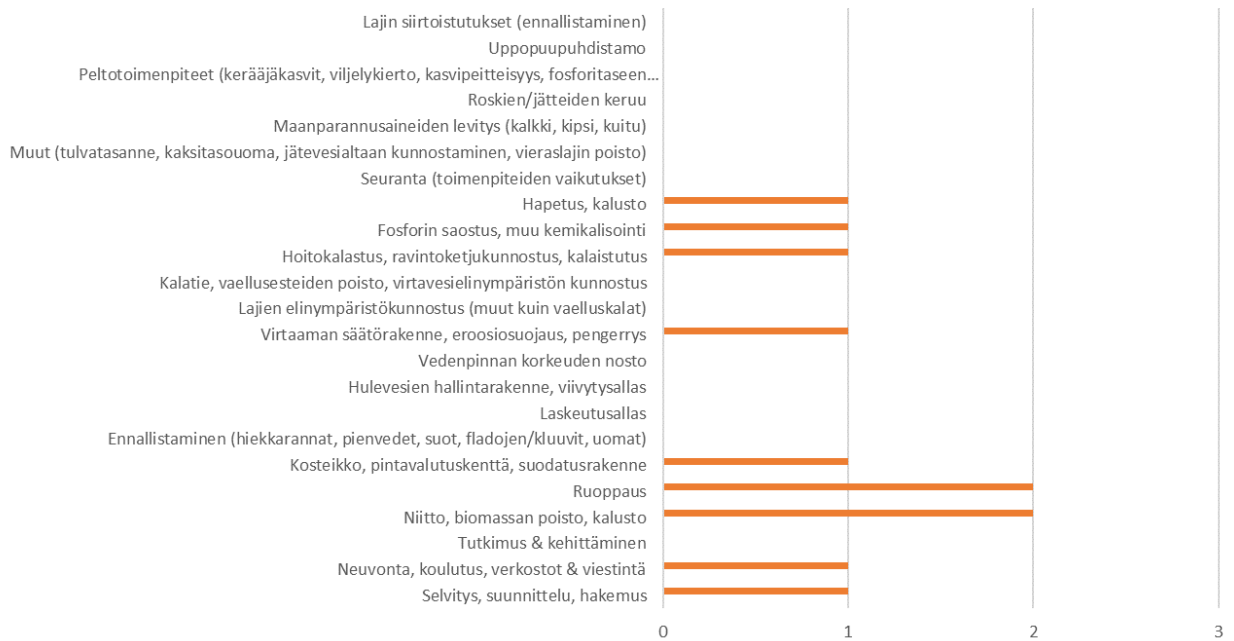 Lajin siirtoistutukset (ennallistaminen)
Uppopuupuhdistamo
Peltotoimenpiteet (kerääjäkasvit, viljelykierto, kasvipeitteisyys, fosforitaseen...
Roskien/jätteiden keruu
Maanparannusaineiden levitys (kalkki, kipsi, kuitu)
Muut (tulvatasanne, kaksitasouoma, jätevesialtaan kunnostaminen, vieraslajin poisto)
Seuranta (toimenpiteiden vaikutukset)
Hapetus, kalusto
Fosforin saostus, muu kemikalisointi
Hoitokalastus, ravintoketjukunnostus, kalaistutus
Kalatie, vaellusesteiden poisto, virtavesielinympäristön kunnostus
Lajien elinympäristökunnostus (muut kuin vaelluskalat)
Virtaaman säätörakenne, eroosiosuojaus, pengerrys
Vedenpinnan korkeuden nosto
Hulevesien hallintarakenne, viivytysallas
Laskeutusallas
Ennallistaminen (hiekkarannat, pienvedet, suot, fladojen/kluuvit, uomat)
Kosteikko, pintavalutuskenttä, suodatusrakenne
Ruoppaus
Niitto, biomassan poisto, kalusto
Tutkimus & kehittäminen
Neuvonta, koulutus, verkostot & viestintä
Selvitys, suunnittelu, hakemus
0 1 2 3